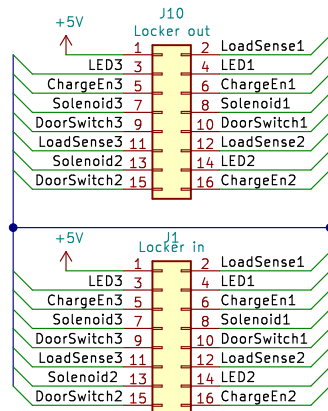 J10
Locker out
+5V
1 2 LoadSense1
LED3 3 4 LED1
ChargeEn3 5 6 ChargeEn1
Solenoid3 7 8 Solenoid1
DoorSwitch3 9 10 DoorSwitch1
LoadSense3 11 12 LoadSense2
Solenoid2 13 14 LED2
DoorSwitch2 15 16 ChargeEn2
J1
Locker in
+5V
1 2 LoadSense1
LED3 3 4 LED1
ChargeEn3 5 6 ChargeEn1
Solenoid3 7 8 Solenoid1
DoorSwitch3 9 10 DoorSwitch1
LoadSense3 11 12 LoadSense2
Solenoid2 13 14 LED2
DoorSwitch2 15 16 ChargeEn2